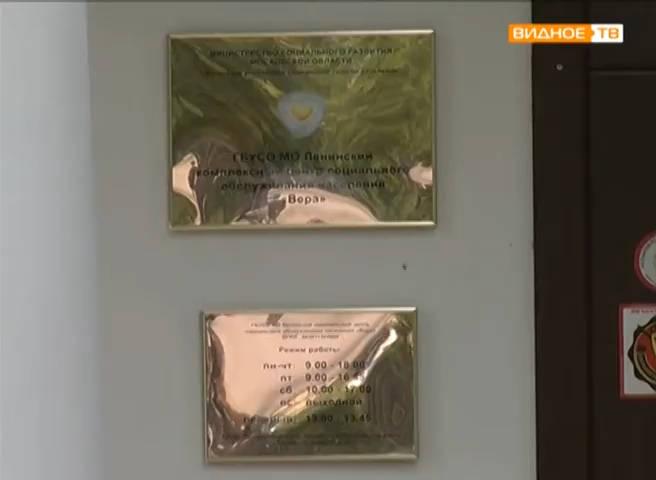 ВИДНОЕ ТВ
МИНИСТЕРСТВО СОЦИАЛЬНОГО РАЗВИТИЯ
МОСКОВСКОЙ ОБЛАСТИ
ГБУСО МО Ленинский
комплексный центр социального
обслуживания населения
«Вера»
Режим работы:
пн-чт: 9.00 - 18.00
пт 9.00 - 16.45
сб. 10.00 - 17.00
вс: выходной
перерыв: 13.00 - 13.45